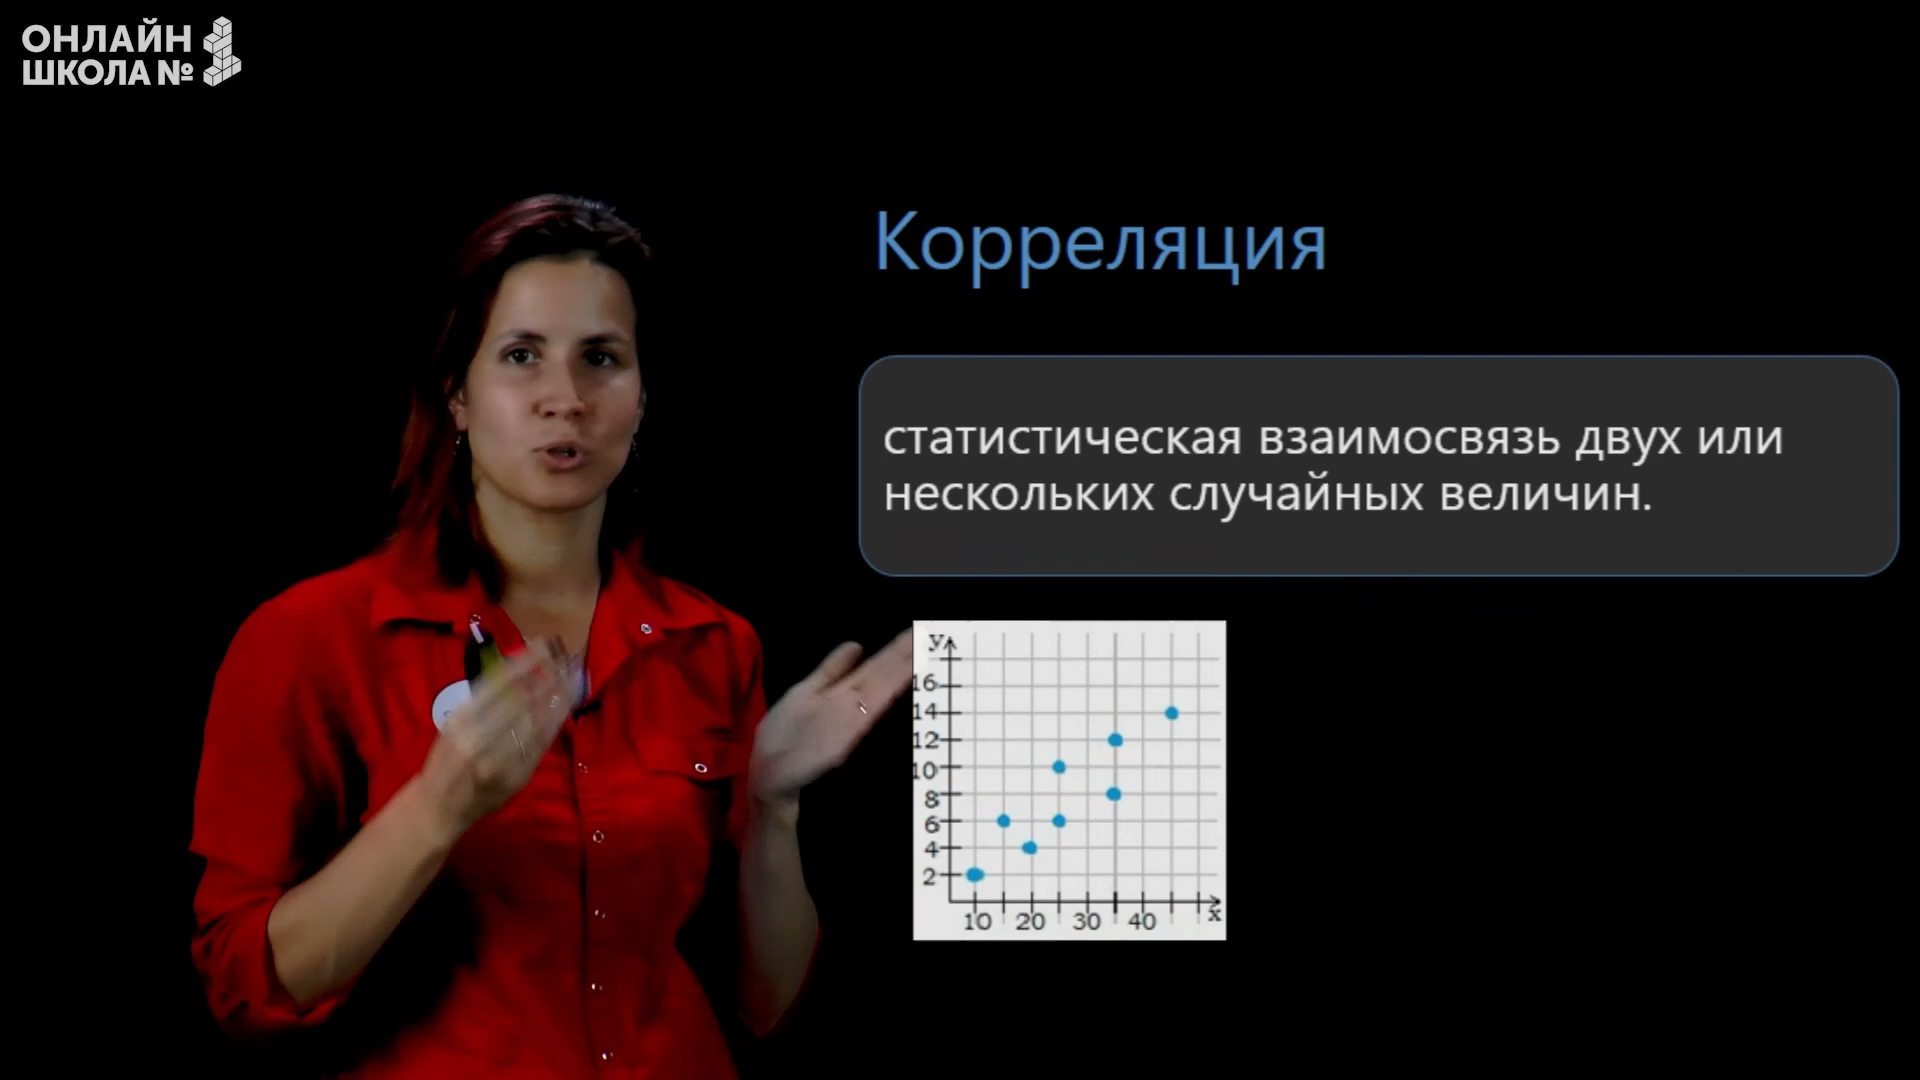 ОНЛАЙН
ШКОЛА №
Корреляция
статистическая взаимосвязь двух или
нескольких случайных величин.
y
16
14
12
10
8
6
4
2
10 20 30 40 x